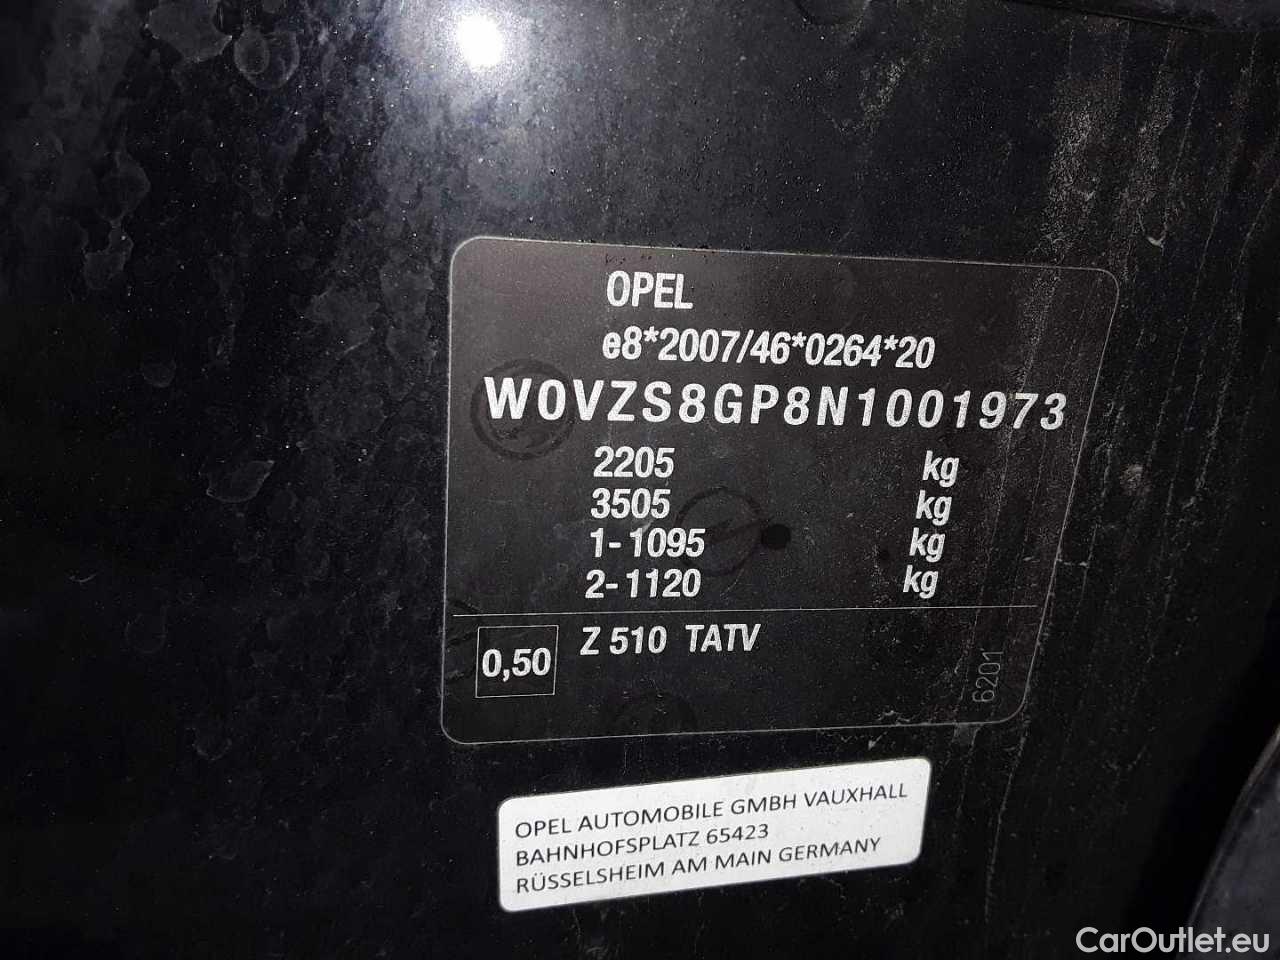 OPEL
e8*2007/46*0264*20
W0VZS8GP8N1001973
2205 kg
3505 kg
1-1095 kg
2-1120 kg
0,50 Z 510 TATV
6201
OPEL AUTOMOBILE GMBH VAUXHALL
BAHNHOFSPLATZ 65423
RÜSSELSHEIM AM MAIN GERMANY
CarOutlet.eu